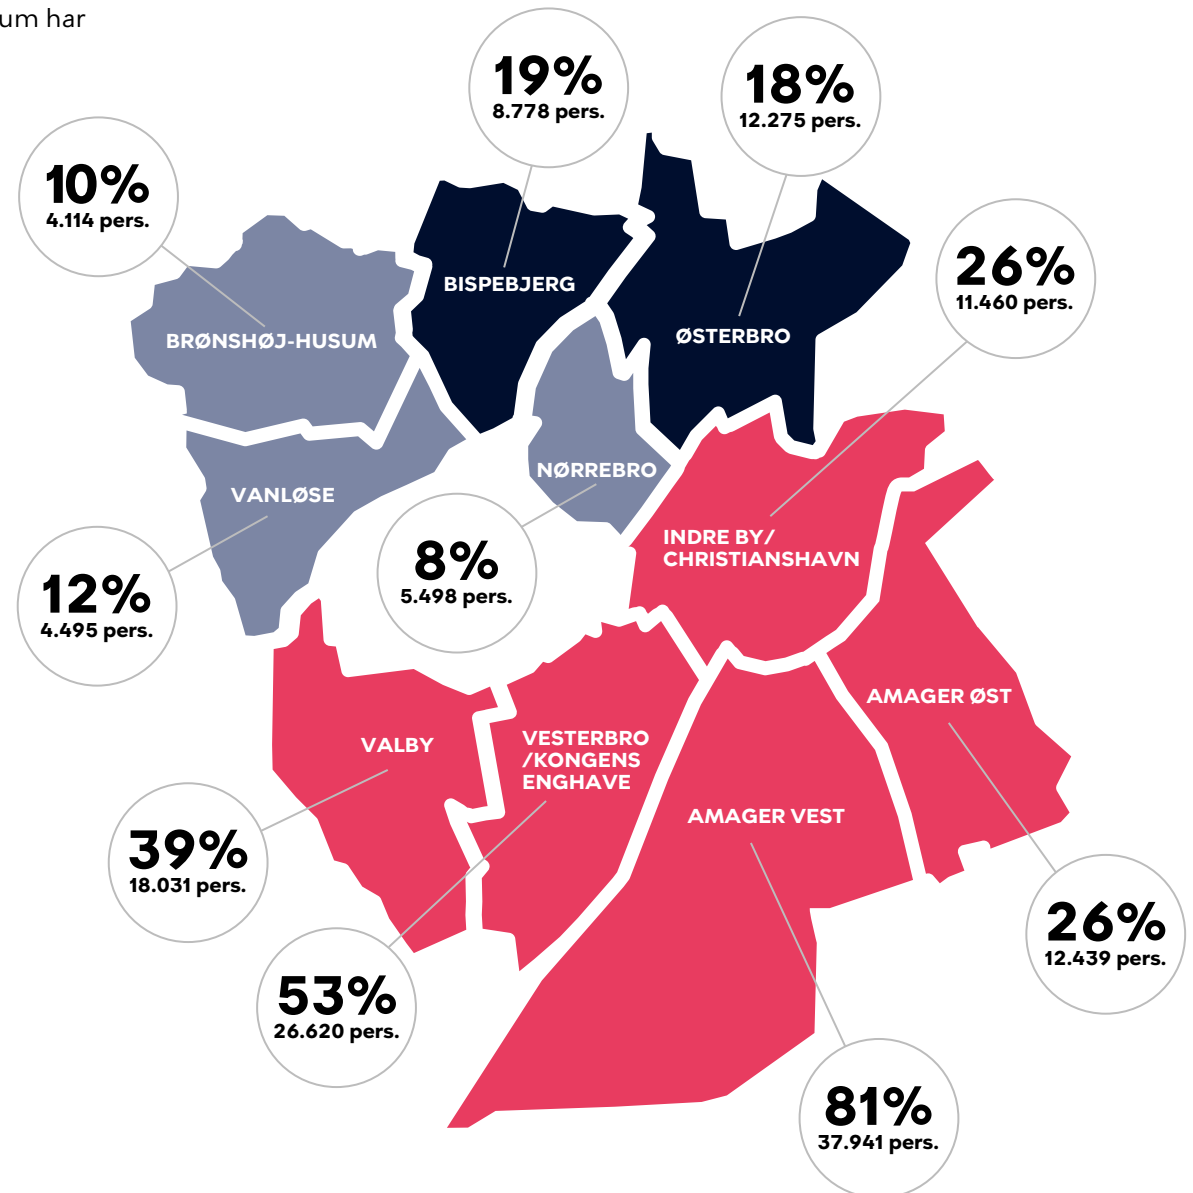 um har
19%
8.778 pers.
18%
12.275 pers.
10%
4.114 pers.
26%
11.460 pers.
BISPEBJERG
BRØNSHØJ-HUSUM
ØSTERBRO
NØRREBRO
VANLØSE
INDRE BY/
CHRISTIANSHAVN
8%
5.498 pers.
12%
4.495 pers.
AMAGER ØST
VALBY
VESTERBRO
/KONGENS
ENGHAVE
AMAGER VEST
39%
18.031 pers.
26%
12.439 pers.
53%
26.620 pers.
81%
37.941 pers.